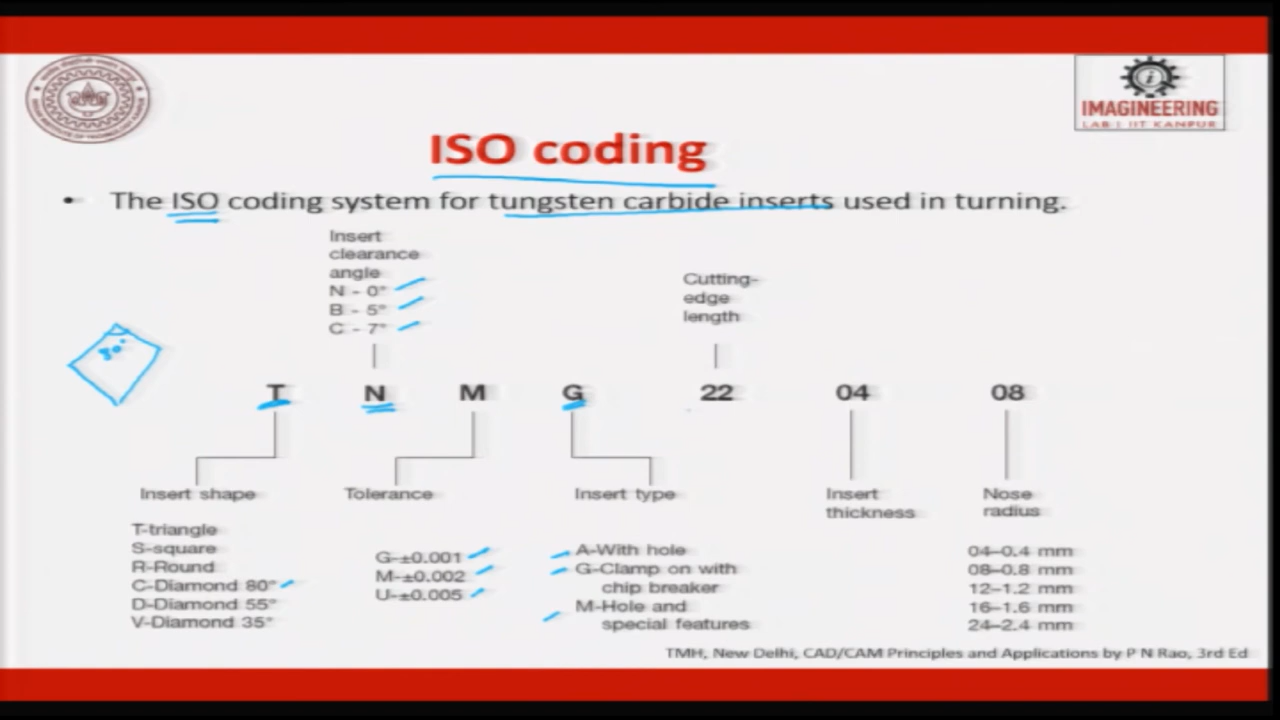 IMAGINEERING
LAB : IIT KANPUR
ISO coding
• The ISO coding system for tungsten carbide inserts used in turning.
Insert
clearance
angle
N - 0°
B - 5°
C - 7°
Cutting-
edge
length
T N M G 22 04 08
Insert shape
T-triangle
S-square
R-Round
C-Diamond 80°
D-Diamond 55°
V-Diamond 35°
Tolerance
G-±0.001
M-±0.002
U-±0.005
Insert type
A-With hole
G-Clamp on with
chip breaker
M-Hole and
special features
Insert
thickness
Nose
radius
04–0.4 mm
08–0.8 mm
12–1.2 mm
16–1.6 mm
24–2.4 mm
TMH, New Delhi, CAD/CAM Principles and Applications by P N Rao, 3rd Ed